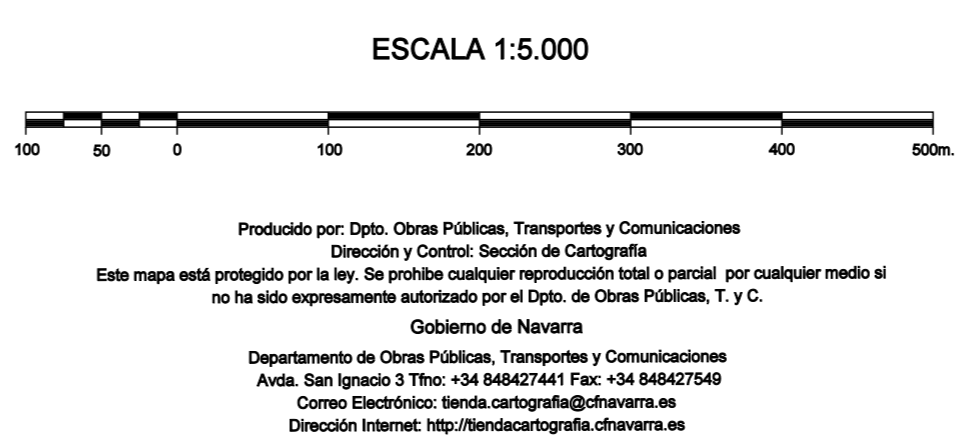 ESCALA 1:5.000
100 50 0 100 200 300 400 500m.
Producido por: Dpto. Obras Públicas, Transportes y Comunicaciones
Dirección y Control: Sección de Cartografía
Este mapa está protegido por la ley. Se prohibe cualquier reproducción total o parcial por cualquier medio si
no ha sido expresamente autorizado por el Dpto. de Obras Públicas, T. y C.
Gobierno de Navarra
Departamento de Obras Públicas, Transportes y Comunicaciones
Avda. San Ignacio 3 Tfno: +34 848427441 Fax: +34 848427549
Correo Electrónico: tienda.cartografia@cfnavarra.es
Dirección Internet: http://tiendacartografia.cfnavarra.es